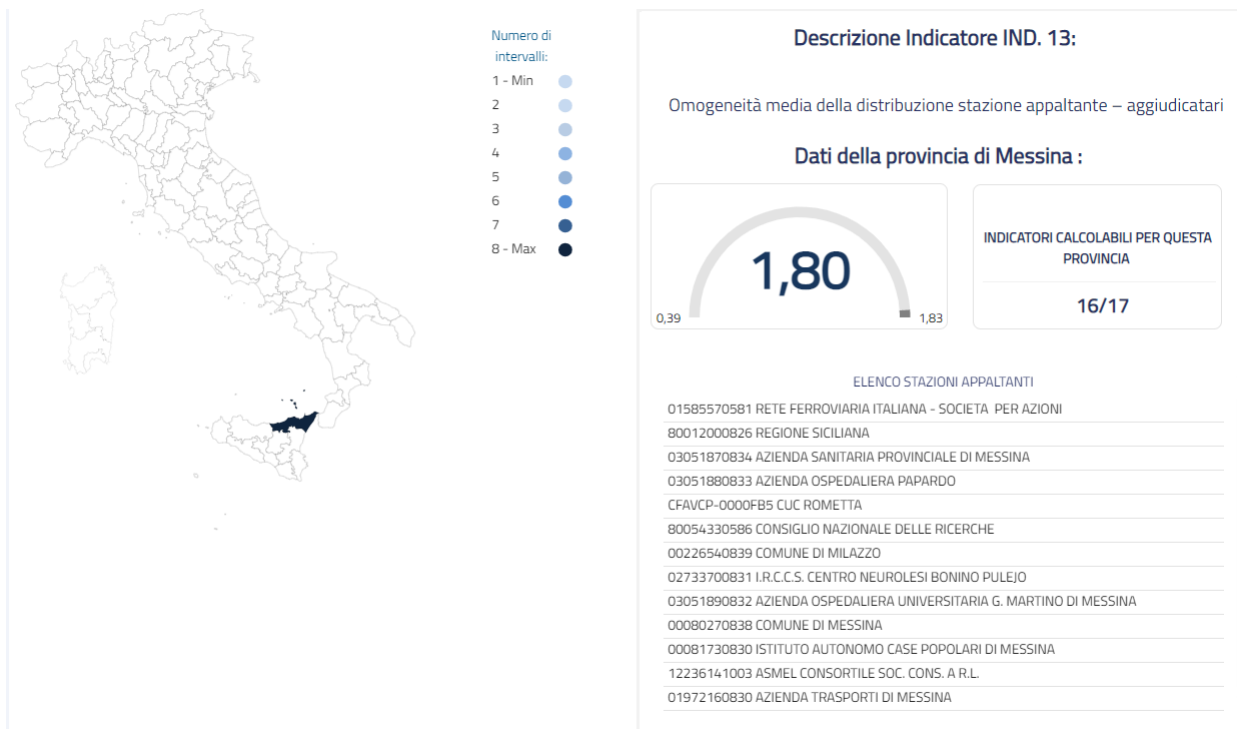 Numero di
intervalli:
1 - Min
2
3
4
5
6
7
8 - Max
Descrizione Indicatore IND. 13:
Omogeneità media della distribuzione stazione appaltante – aggiudicatari
Dati della provincia di Messina :
1,80
0,39
1,83
INDICATORI CALCOLABILI PER QUESTA
PROVINCIA
16/17
ELENCO STAZIONI APPALTANTI
01585570581 RETE FERROVIARIA ITALIANA - SOCIETA PER AZIONI
80012000826 REGIONE SICILIANA
03051870834 AZIENDA SANITARIA PROVINCIALE DI MESSINA
03051880833 AZIENDA OSPEDALIERA PAPARDO
CFAVCP-0000FB5 CUC ROMETTA
80054330586 CONSIGLIO NAZIONALE DELLE RICERCHE
00226540839 COMUNE DI MILAZZO
02733700831 I.R.C.C.S. CENTRO NEUROLESI BONINO PULEJO
03051890832 AZIENDA OSPEDALIERA UNIVERSITARIA G. MARTINO DI MESSINA
00080270838 COMUNE DI MESSINA
00081730830 ISTITUTO AUTONOMO CASE POPOLARI DI MESSINA
12236141003 ASMEL CONSORTILE SOC. CONS. A R.L.
01972160830 AZIENDA TRASPORTI DI MESSINA